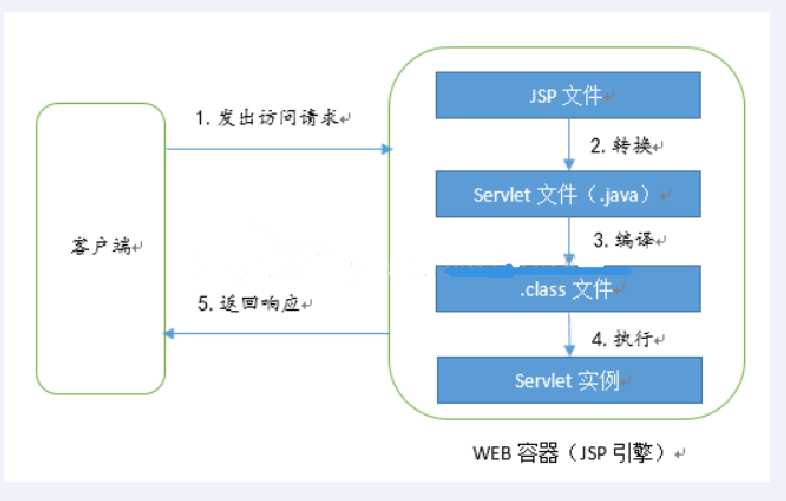 JSP 文件
1.发出访问请求
2.转换
Servlet 文件（.java）
3.编译
客户端
.class 文件
5.返回响应
4.执行
Servlet 实例
WEB 容器（JSP 引擎）